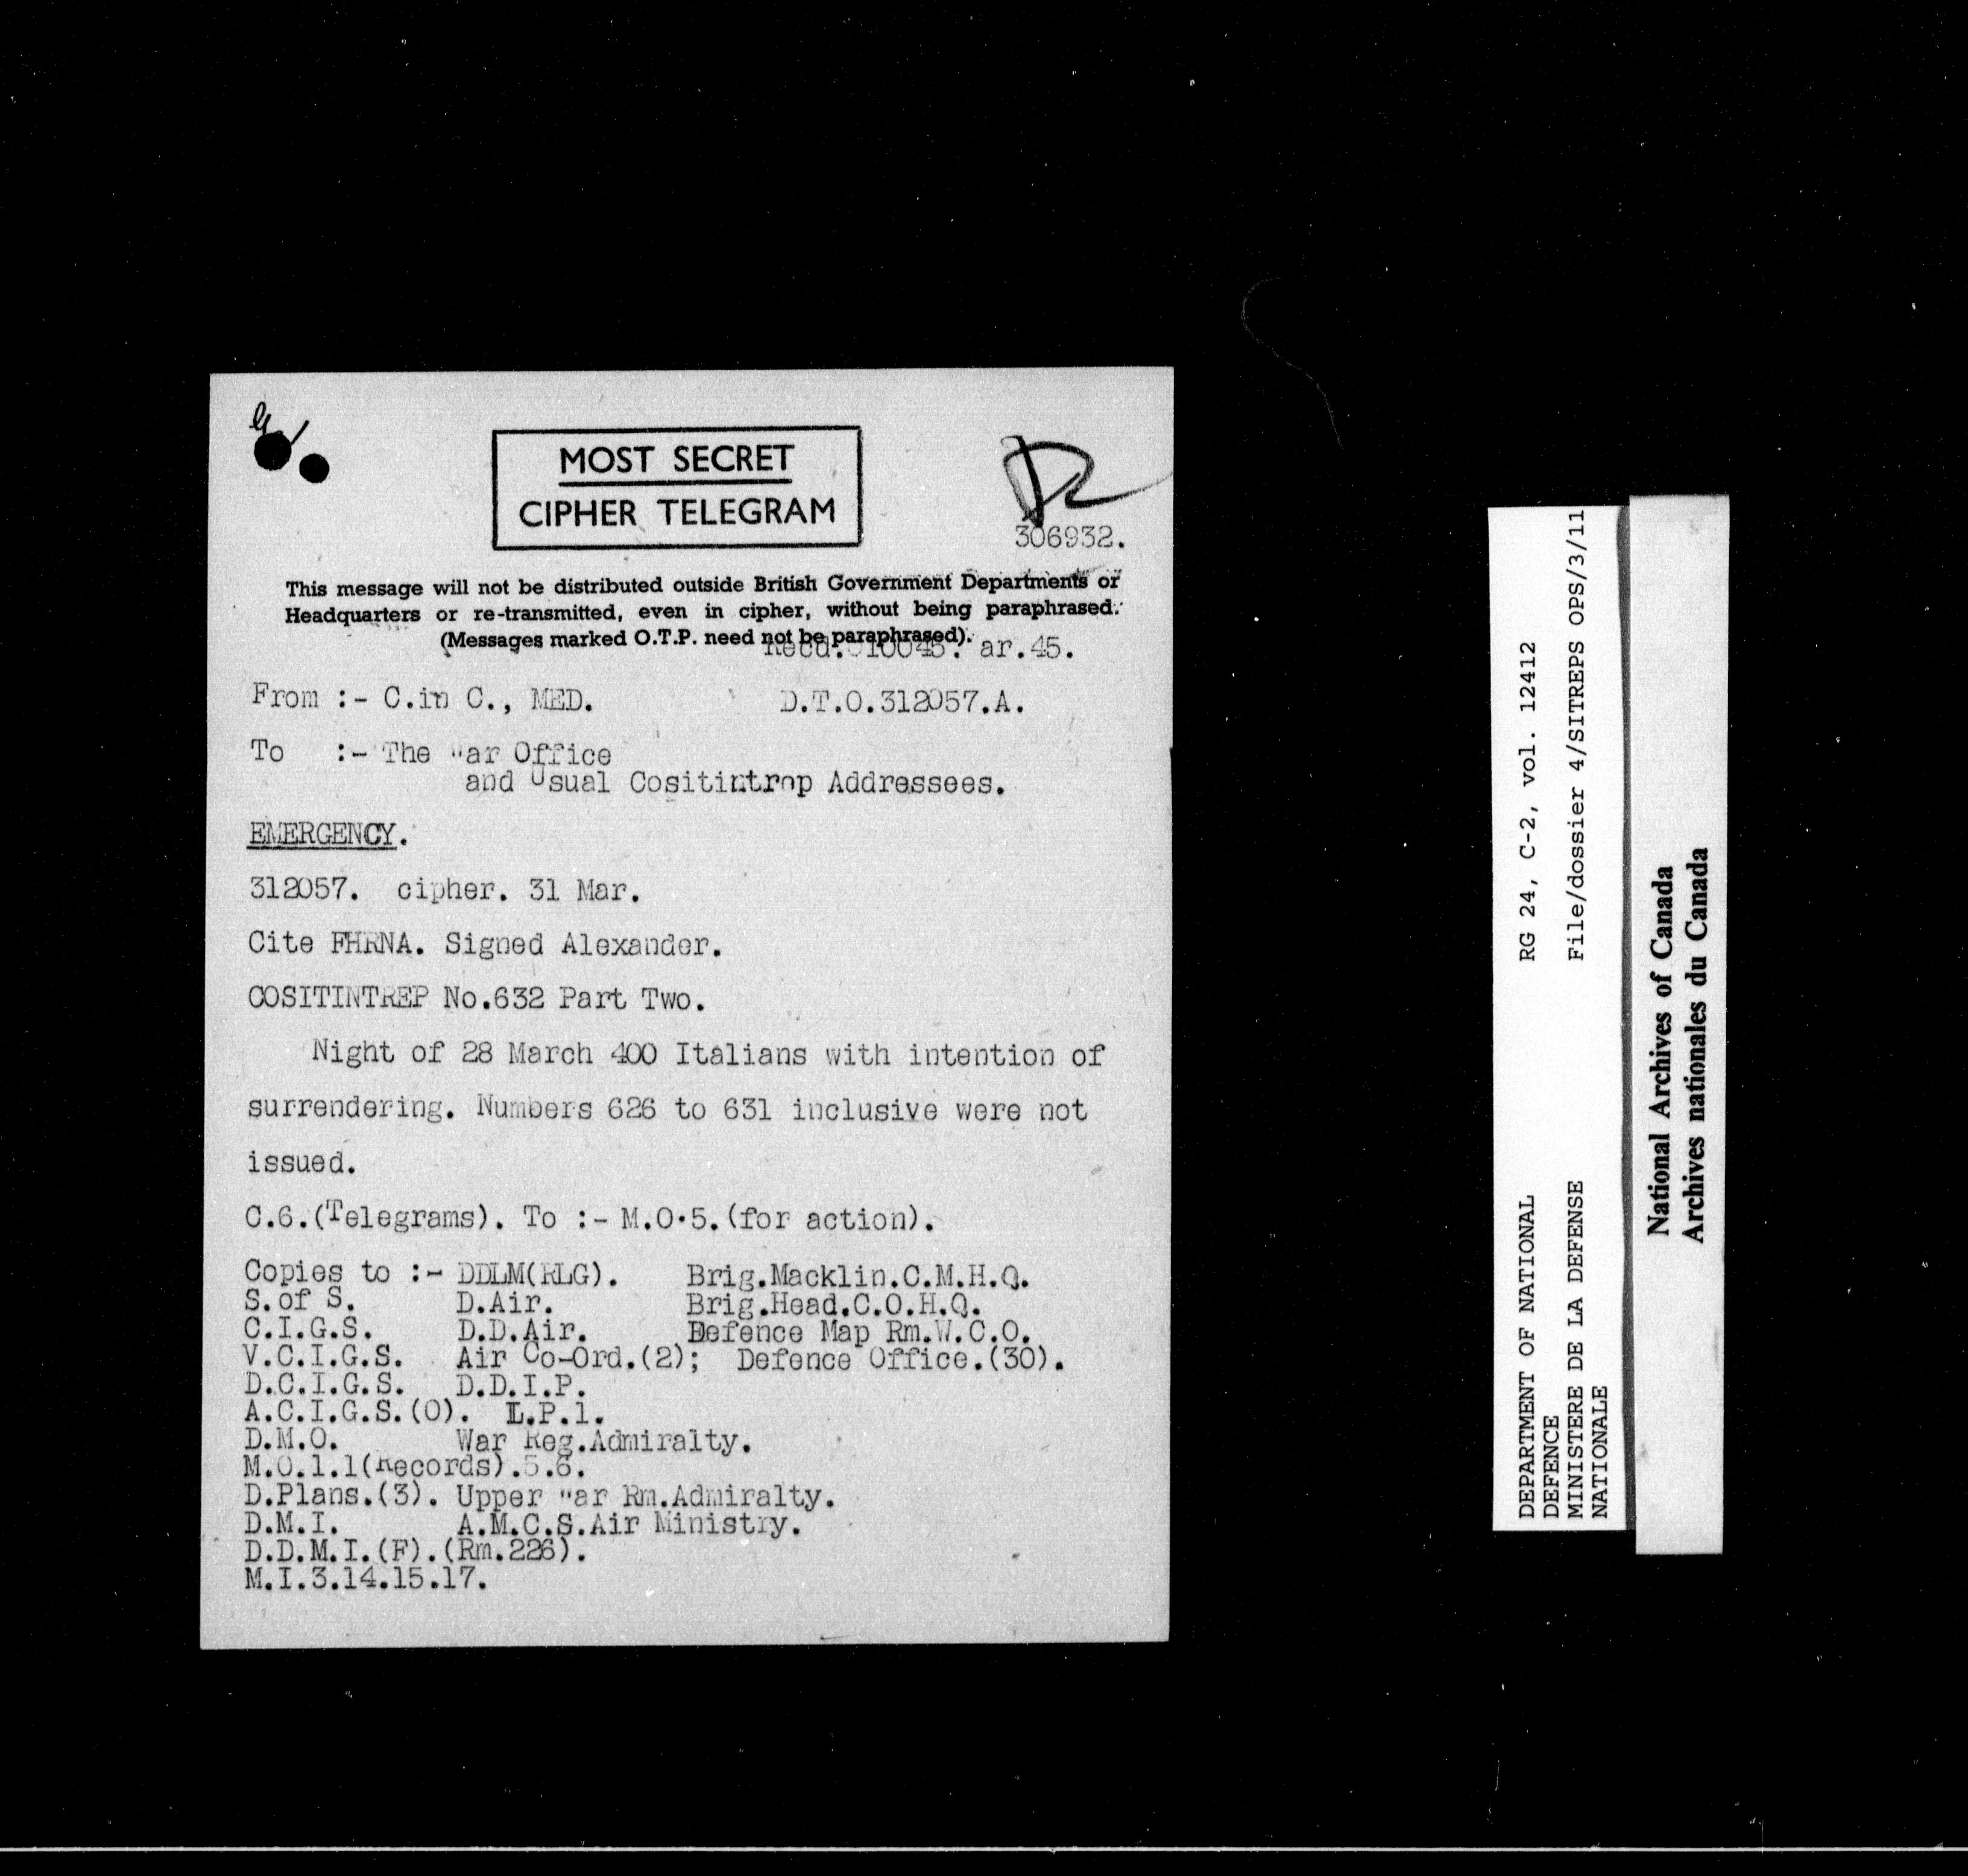 MOST SECRET
CIPHER TELEGRAM
306932.
This message will not be distributed outside British Government Departments or
Headquarters or re-transmitted, even in cipher, without being paraphrased.
(Messages marked O.T.P. need not be paraphrased).
Recd. 010045. ar.45.
From :- C.in C., MED. D.T.O.312057.A.
To :- The "ar Office
and Usual Cositintrep Addressees.
EMERGENCY.
312057. cipher. 31 Mar.
Cite FHRNA. Signed Alexander.
COSITINTREP No.632 Part Two.
Night of 28 March 400 Italians with intention of
surrendering. Numbers 626 to 631 inclusive were not
issued.
C.6.(Telegrams). To :- M.O.5.(for action).
Copies to :- DDLM(RLG). Brig.Macklin.C.M.H.Q.
S.of S. D.Air. Brig.Head.C.O.H.Q.
C.I.G.S. D.D.Air. Defence Map Rm.W.C.O.
V.C.I.G.S. Air Co-Ord.(2); Defence Office.(30).
D.C.I.G.S. D.D.I.P.
A.C.I.G.S.(O). L.P.1.
D.M.O. War Reg.Admiralty.
M.O.1.1(Records).5.6.
D.Plans.(3). Upper "ar Rm.Admiralty.
D.M.I. A.M.C.S.Air Ministry.
D.D.M.I.(F).(Rm.226).
M.I.3.14.15.17.
DEPARTMENT OF NATIONAL RG 24, C-2, vol. 12412
DEFENCE
MINISTERE DE LA DEFENSE File/dossier 4/SITREPS OPS/3/11
NATIONALE
National Archives of Canada
Archives nationales du Canada